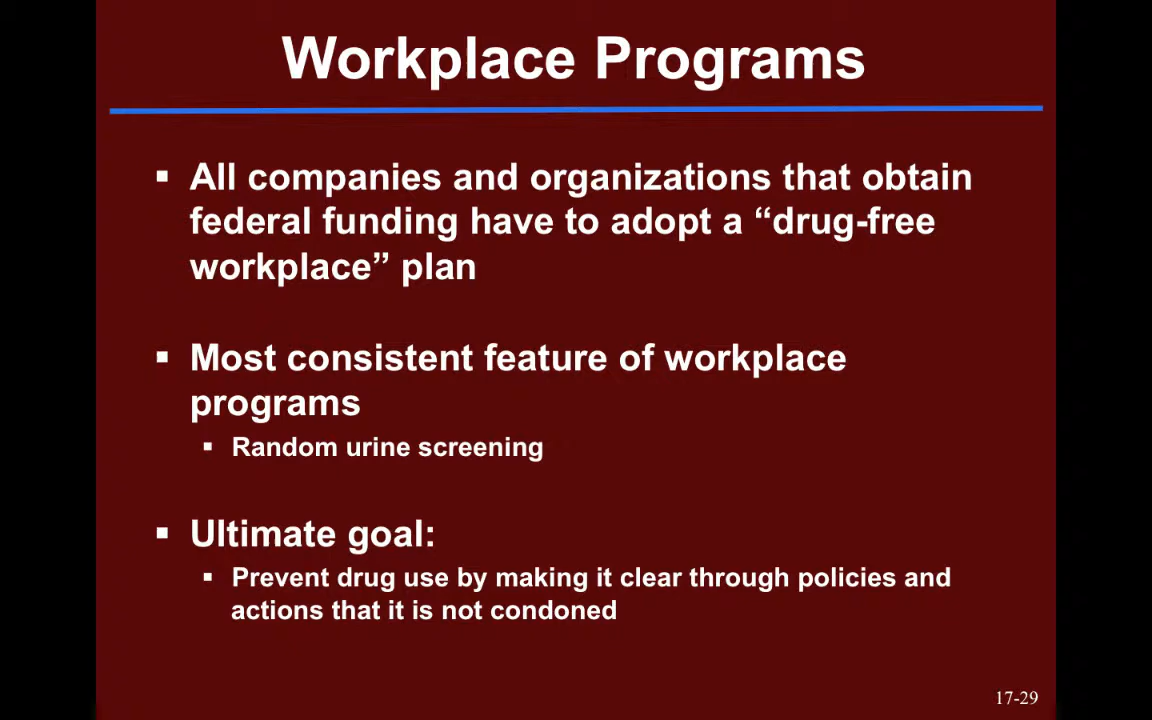 Workplace Programs
▪ All companies and organizations that obtain
federal funding have to adopt a “drug-free
workplace” plan
▪ Most consistent feature of workplace
programs
▪ Random urine screening
▪ Ultimate goal:
▪ Prevent drug use by making it clear through policies and
actions that it is not condoned
17-29